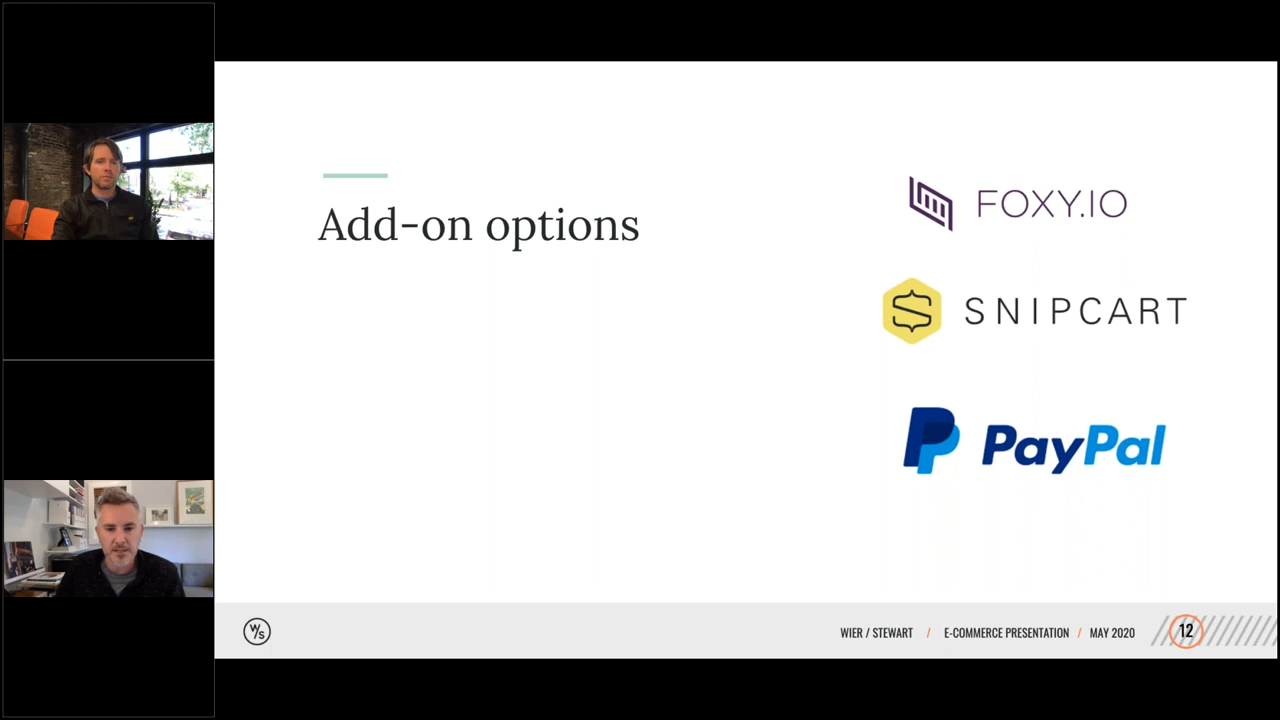 Add-on options
FOXY.IO
SNIPCART
PayPal
W/S
WIER / STEWART / E-COMMERCE PRESENTATION / MAY 2020 12